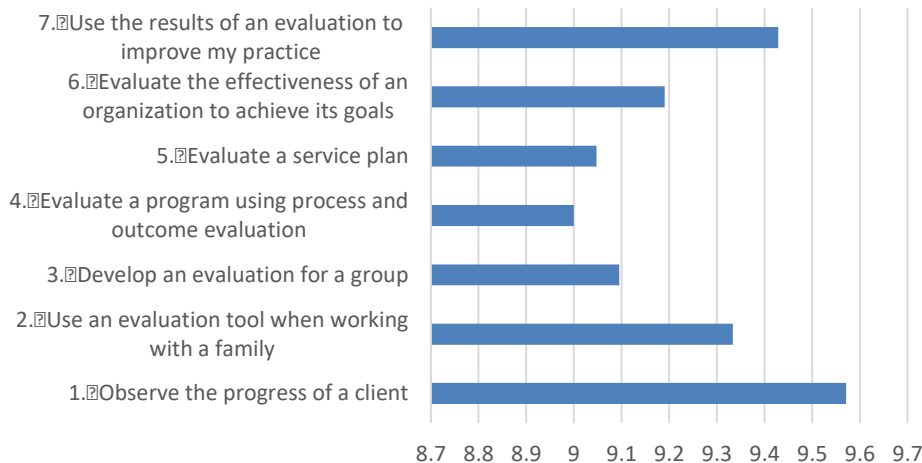 7.⍰Use the results of an evaluation to
improve my practice
6.⍰Evaluate the effectiveness of an
organization to achieve its goals
5.⍰Evaluate a service plan
4.⍰Evaluate a program using process and
outcome evaluation
3.⍰Develop an evaluation for a group
2.⍰Use an evaluation tool when working
with a family
1.⍰Observe the progress of a client
8.7 8.8 8.9 9 9.1 9.2 9.3 9.4 9.5 9.6 9.7